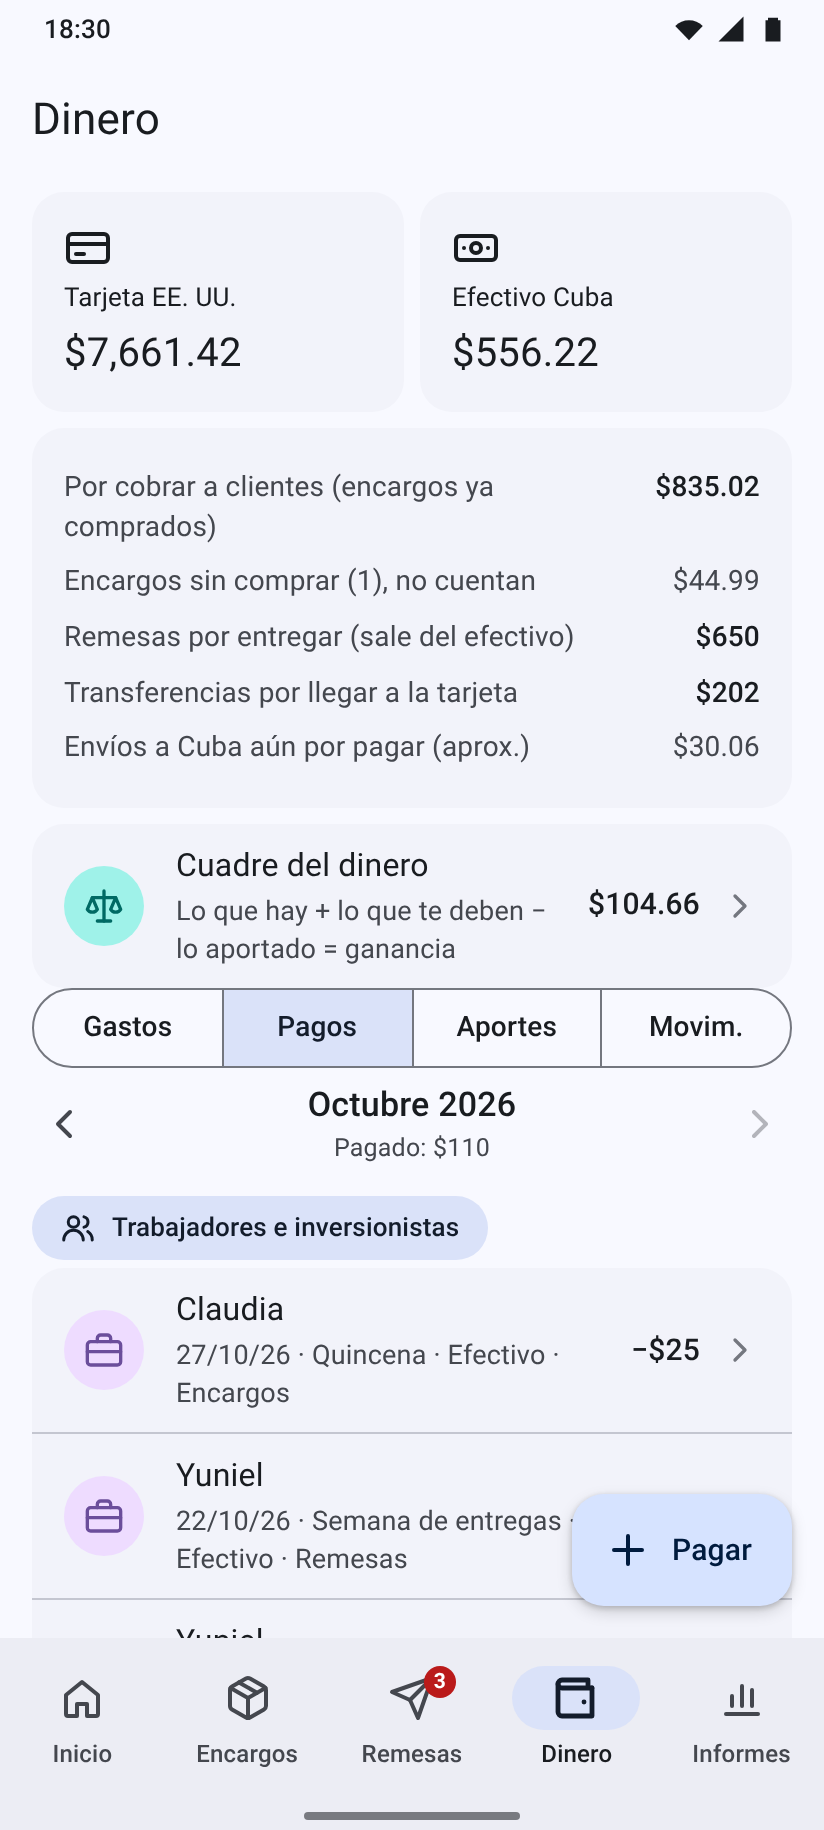 18:30
Dinero
Tarjeta EE. UU.
$7,661.42
Efectivo Cuba
$556.22
Por cobrar a clientes (encargos ya
comprados)
$835.02
Encargos sin comprar (1), no cuentan
$44.99
Remesas por entregar (sale del efectivo)
$650
Transferencias por llegar a la tarjeta
$202
Envíos a Cuba aún por pagar (aprox.)
$30.06
Cuadre del dinero
Lo que hay + lo que te deben −
lo aportado = ganancia
$104.66
Gastos
Pagos
Aportes
Movim.
Octubre 2026
Pagado: $110
Trabajadores e inversionistas
Claudia
27/10/26 · Quincena · Efectivo ·
Encargos
−$25
Yuniel
22/10/26 · Semana de entregas ·
Efectivo · Remesas
Pagar
Yuniel
3
Inicio
Encargos
Remesas
Dinero
Informes